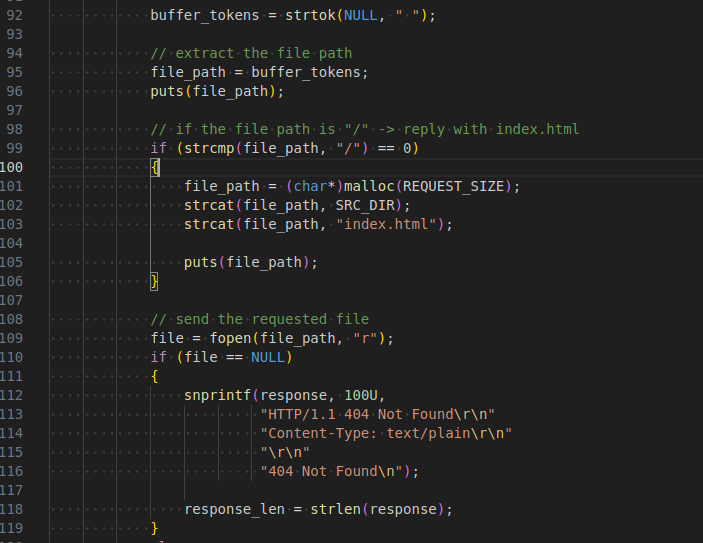 92 buffer_tokens = strtok(NULL, " ");
93
94 // extract the file path
95 file_path = buffer_tokens;
96 puts(file_path);
97
98 // if the file path is "/" -> reply with index.html
99 if (strcmp(file_path, "/") == 0)
100 {
101 file_path = (char*)malloc(REQUEST_SIZE);
102 strcat(file_path, SRC_DIR);
103 strcat(file_path, "index.html");
104
105 puts(file_path);
106 }
107
108 // send the requested file
109 file = fopen(file_path, "r");
110 if (file == NULL)
111 {
112 snprintf(response, 100U,
113 "HTTP/1.1 404 Not Found\r\n"
114 "Content-Type: text/plain\r\n"
115 "\r\n"
116 "404 Not Found\n");
117
118 response_len = strlen(response);
119 }